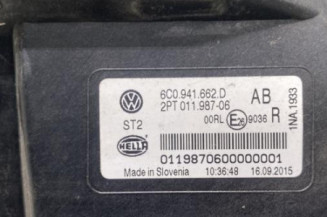 6C0.941.662.D AB
2PT 011.987-06
ST2 00RL E 9036 R
1NA.1933
HELLA
0119870600000001
Made in Slovenia 10:36:48 16.09.2015